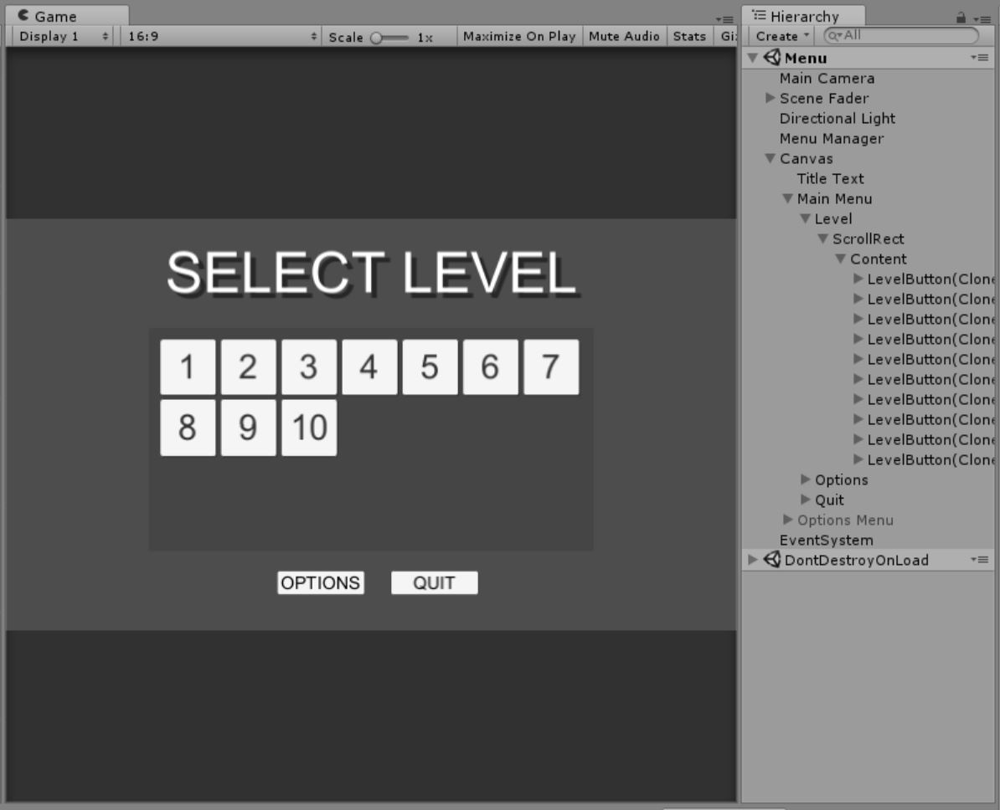 Game
Display 1 16:9 Scale 1x Maximize On Play Mute Audio Stats Gi
SELECT LEVEL
1 2 3 4 5 6 7
8 9 10
OPTIONS QUIT
Hierarchy
Create All
Menu
Main Camera
Scene Fader
Directional Light
Menu Manager
Canvas
Title Text
Main Menu
Level
ScrollRect
Content
LevelButton(Clone
LevelButton(Clone
LevelButton(Clone
LevelButton(Clone
LevelButton(Clone
LevelButton(Clone
LevelButton(Clone
LevelButton(Clone
LevelButton(Clone
LevelButton(Clone
Options
Quit
Options Menu
EventSystem
DontDestroyOnLoad